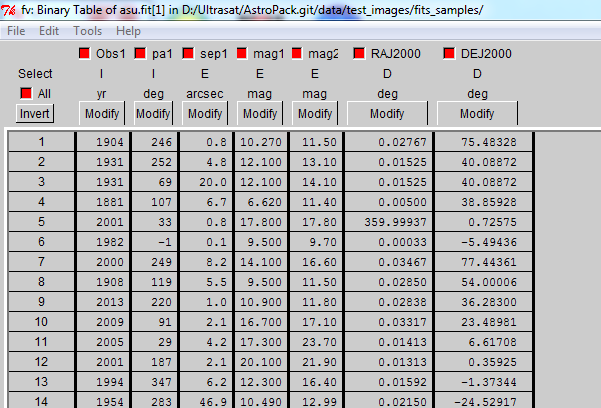 fv: Binary Table of asu.fit[1] in D:/Ultrasat/AstroPack.git/data/test_images/fits_samples/
File Edit Tools Help
Obs1 pa1 sep1 mag1 mag2 RAJ2000 DEJ2000
Select I I E E E D D
All yr deg arcsec mag mag deg deg
Invert Modify Modify Modify Modify Modify Modify Modify
1 1904 246 0.8 10.270 11.50 0.02767 75.48328
2 1931 252 4.8 12.100 13.10 0.01525 40.08872
3 1931 69 20.0 12.100 14.10 0.01525 40.08872
4 1881 107 6.7 6.620 11.40 0.00500 38.85928
5 2001 33 0.8 17.800 17.80 359.99937 0.72575
6 1982 -1 0.1 9.500 9.70 0.00033 -5.49436
7 2000 249 8.2 14.100 16.60 0.03467 77.44361
8 1908 119 5.5 9.500 11.50 0.02850 54.00006
9 2013 220 1.0 10.900 11.80 0.02838 36.28300
10 2009 91 2.1 16.700 17.10 0.03317 23.48981
11 2005 29 4.2 17.300 23.70 0.01413 6.61708
12 2001 187 2.1 20.100 21.90 0.01313 0.35925
13 1994 347 6.2 12.300 16.40 0.01592 -1.37344
14 1954 283 46.9 10.490 12.99 0.02150 -24.52917